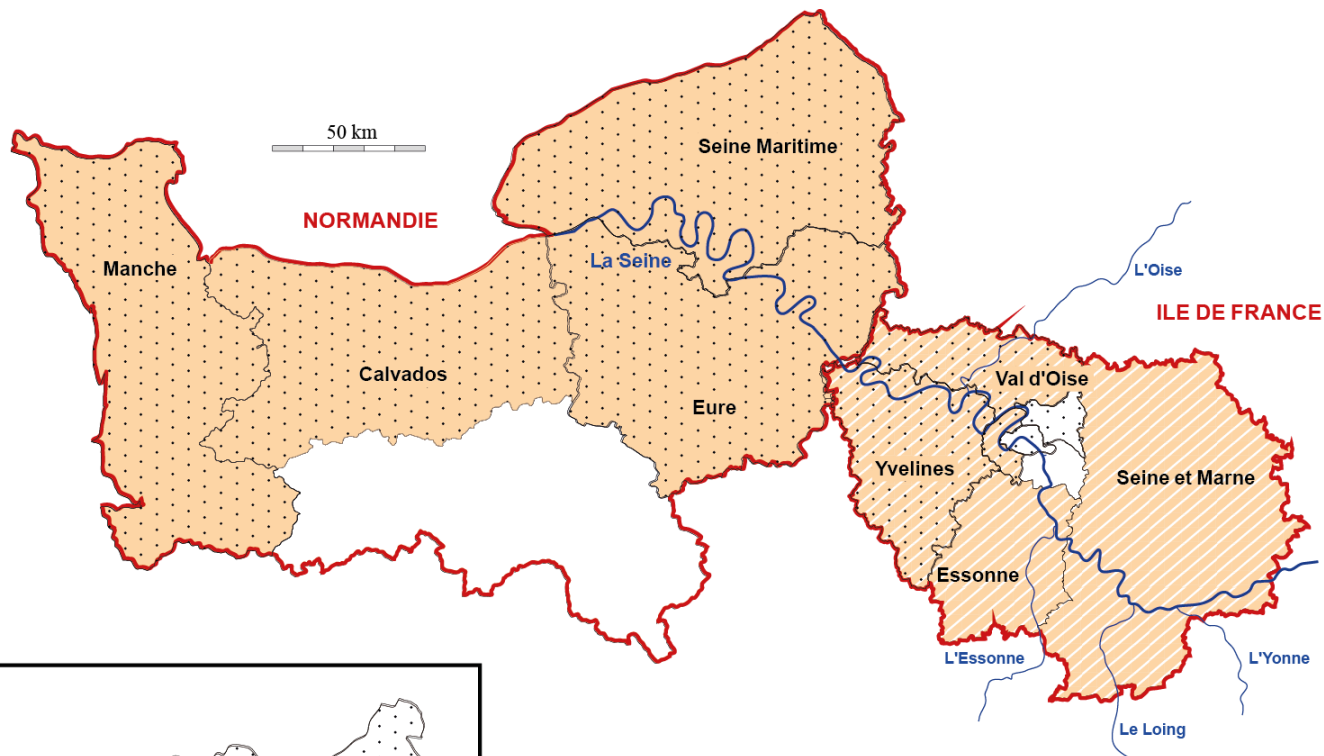 Seine Maritime
50 km
NORMANDIE
Manche
La Seine
L'Oise
ILE DE FRANCE
Calvados
Val d'Oise
Eure
Yvelines
Seine et Marne
Essonne
L'Essonne
L'Yonne
Le Loing